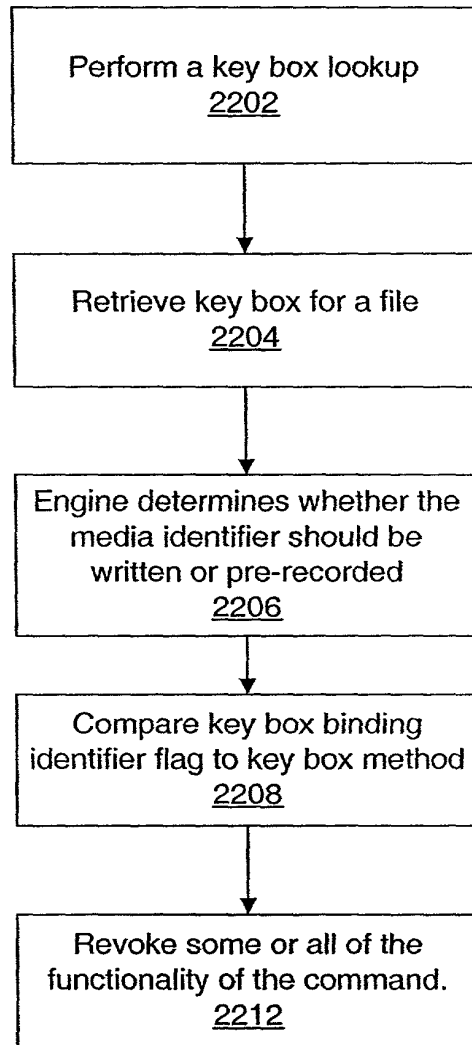 Perform a key box lookup
2202
Retrieve key box for a file
2204
Engine determines whether the
media identifier should be
written or pre-recorded
2206
Compare key box binding
identifier flag to key box method
2208
Revoke some or all of the
functionality of the command.
2212